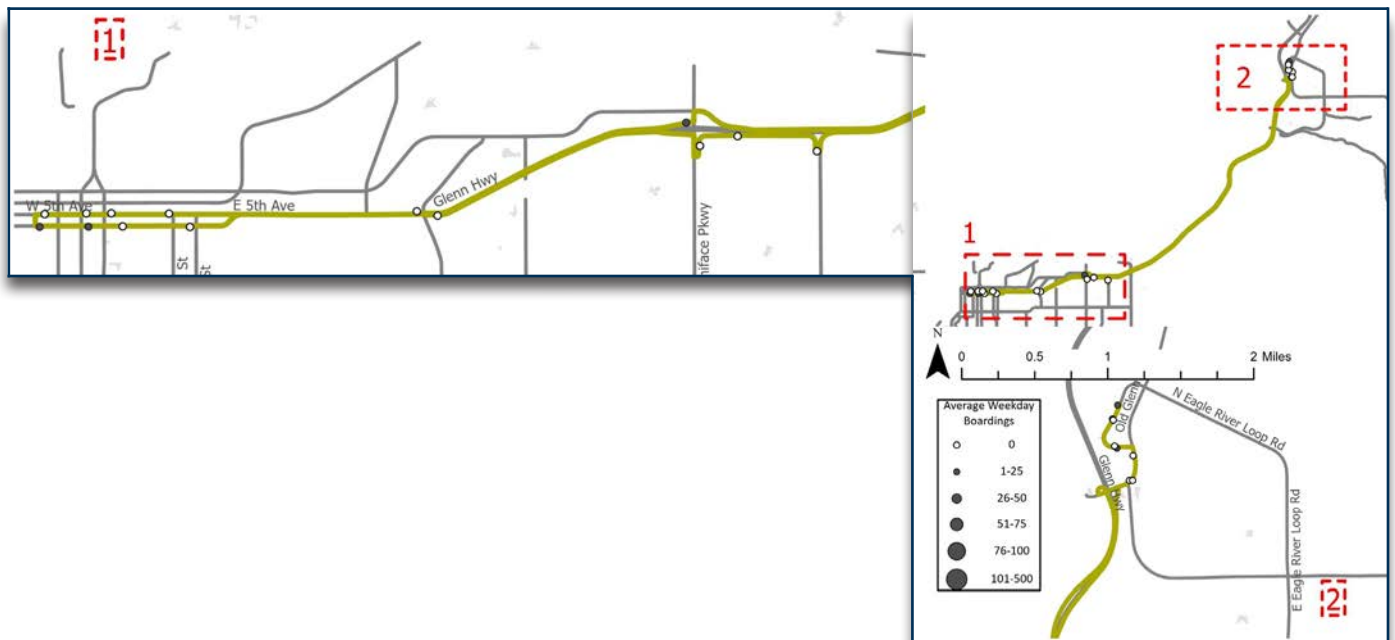 1
W 5th Ave
E 5th Ave
Glenn Hwy
St
St
niface Pkwy
2
1
N
0 0.5 1 2 Miles
Average Weekday
Boardings
0
1-25
26-50
51-75
76-100
101-500
Old Glenn
N Eagle River Loop Rd
Glenn Hwy
E Eagle River Loop Rd
2